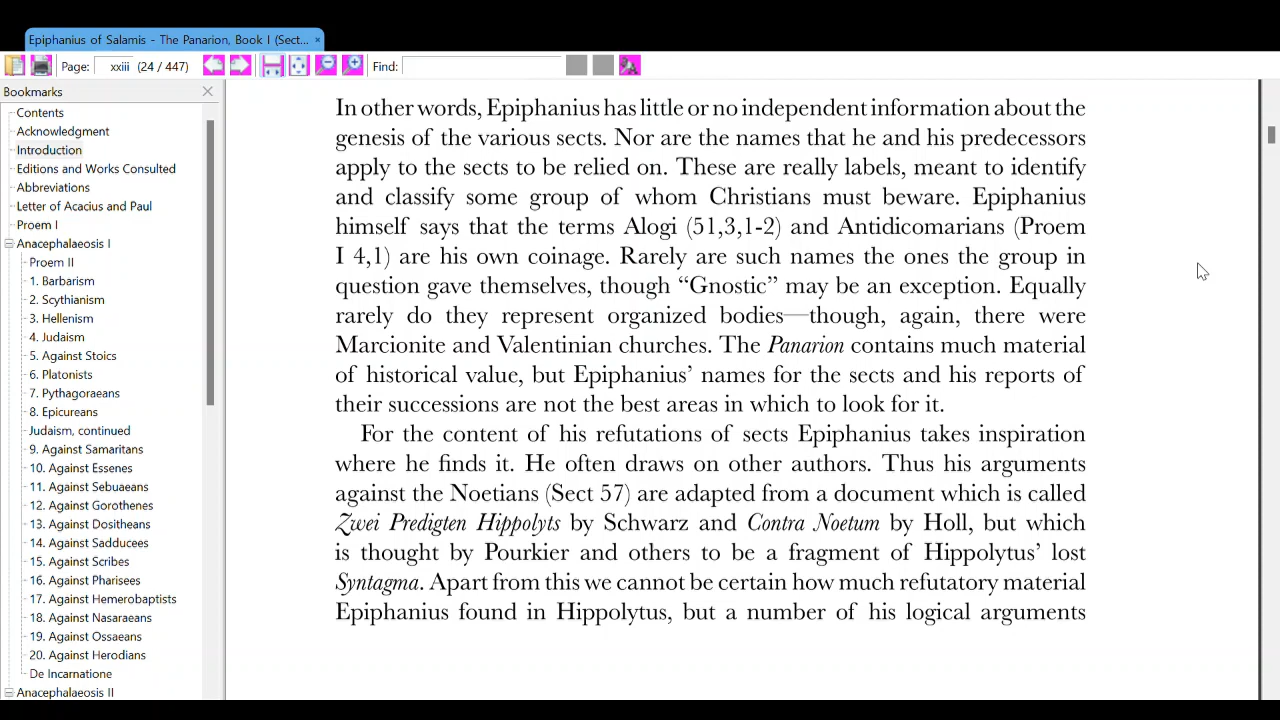 Epiphanius of Salamis - The Panarion, Book I (Sect... ×
Page: xxiii (24 / 447) Find:
Bookmarks
Contents
Acknowledgment
Introduction
Editions and Works Consulted
Abbreviations
Letter of Acacius and Paul
Proem I
Anacephalaeosis I
Proem II
1. Barbarism
2. Scythianism
3. Hellenism
4. Judaism
5. Against Stoics
6. Platonists
7. Pythagoraeans
8. Epicureans
Judaism, continued
9. Against Samaritans
10. Against Essenes
11. Against Sebuaeans
12. Against Gorothenes
13. Against Dositheans
14. Against Sadducees
15. Against Scribes
16. Against Pharisees
17. Against Hemerobaptists
18. Against Nasaraeans
19. Against Ossaeans
20. Against Herodians
De Incarnatione
Anacephalaeosis II
In other words, Epiphanius has little or no independent information about the
genesis of the various sects. Nor are the names that he and his predecessors
apply to the sects to be relied on. These are really labels, meant to identify
and classify some group of whom Christians must beware. Epiphanius
himself says that the terms Alogi (51,3,1-2) and Antidicomarians (Proem
I 4,1) are his own coinage. Rarely are such names the ones the group in
question gave themselves, though “Gnostic” may be an exception. Equally
rarely do they represent organized bodies—though, again, there were
Marcionite and Valentinian churches. The Panarion contains much material
of historical value, but Epiphanius’ names for the sects and his reports of
their successions are not the best areas in which to look for it.
For the content of his refutations of sects Epiphanius takes inspiration
where he finds it. He often draws on other authors. Thus his arguments
against the Noetians (Sect 57) are adapted from a document which is called
Zwei Predigten Hippolyts by Schwarz and Contra Noetum by Holl, but which
is thought by Pourkier and others to be a fragment of Hippolytus’ lost
Syntagma. Apart from this we cannot be certain how much refutatory material
Epiphanius found in Hippolytus, but a number of his logical arguments